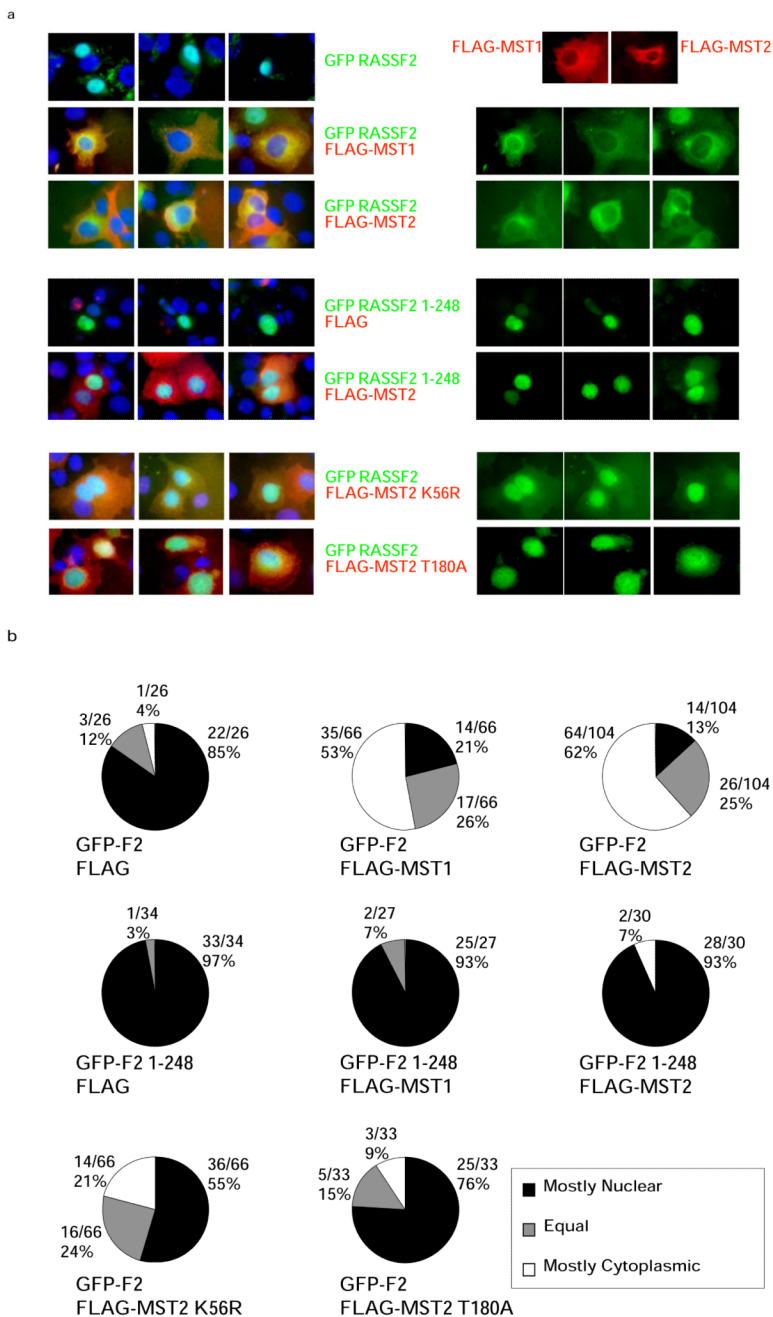 a
GFP RASSF2
FLAG-MST1
FLAG-MST2
GFP RASSF2
FLAG-MST1
GFP RASSF2
FLAG-MST2
GFP RASSF2 1-248
FLAG
GFP RASSF2 1-248
FLAG-MST2
GFP RASSF2
FLAG-MST2 K56R
GFP RASSF2
FLAG-MST2 T180A
b
1/26
4%
3/26
12%
22/26
85%
GFP-F2
FLAG
35/66
53%
14/66
21%
17/66
26%
GFP-F2
FLAG-MST1
64/104
62%
14/104
13%
26/104
25%
GFP-F2
FLAG-MST2
1/34
3%
33/34
97%
GFP-F2 1-248
FLAG
2/27
7%
25/27
93%
GFP-F2 1-248
FLAG-MST1
2/30
7%
28/30
93%
GFP-F2 1-248
FLAG-MST2
14/66
21%
36/66
55%
16/66
24%
GFP-F2
FLAG-MST2 K56R
3/33
9%
5/33
15%
25/33
76%
GFP-F2
FLAG-MST2 T180A
Mostly Nuclear
Equal
Mostly Cytoplasmic